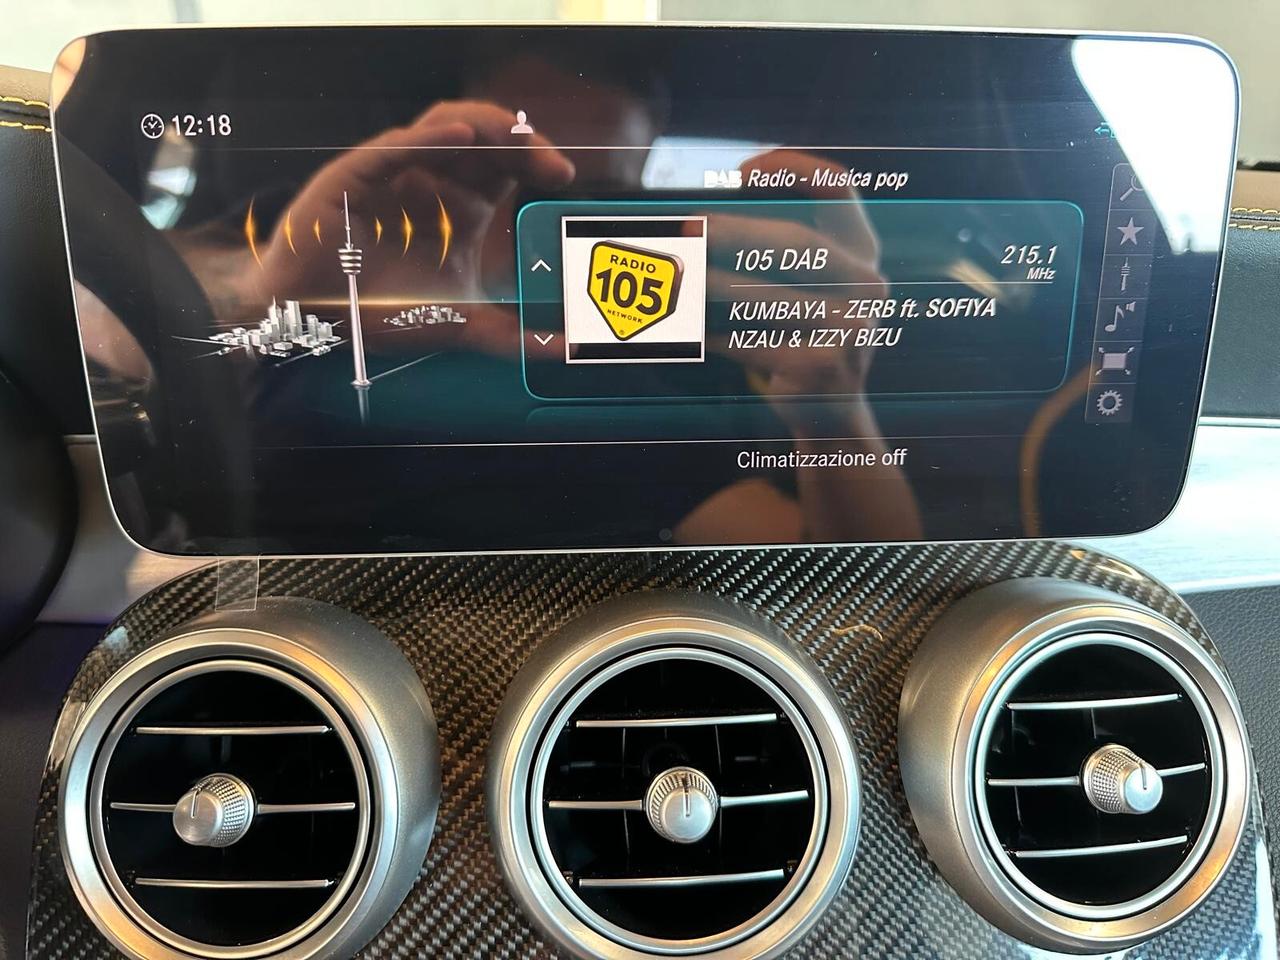 12:18
DAB Radio - Musica pop
RADIO
105
NETWORK
105 DAB
215.1
MHz
KUMBAYA - ZERB ft. SOFIYA
NZAU & IZZY BIZU
Climatizzazione off